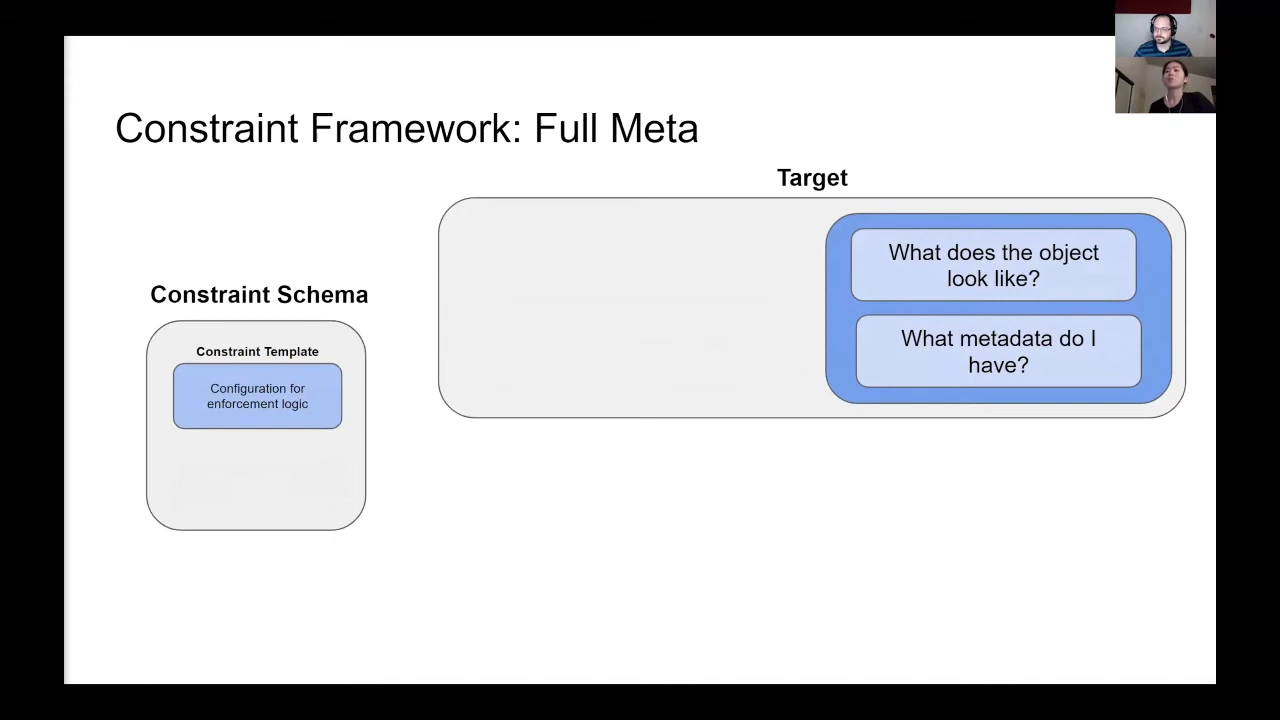 Constraint Framework: Full Meta
Target
What does the object
look like?
What metadata do I
have?
Constraint Schema
Constraint Template
Configuration for
enforcement logic